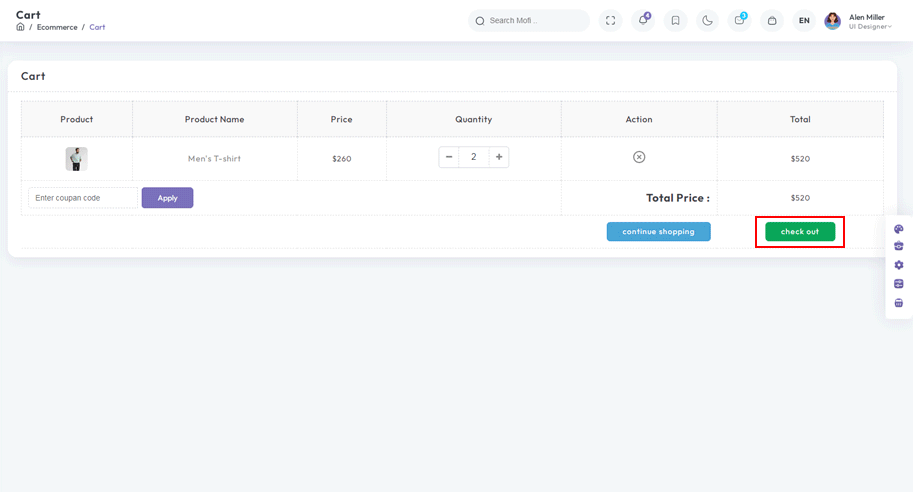 Cart
/ Ecommerce / Cart
Search Mofi ..
4
3
EN
Alen Miller
UI Designer
Cart
Product Product Name Price Quantity Action Total
Men's T-shirt $260 − 2 + $520
Enter coupan code Apply Total Price : $520
continue shopping check out